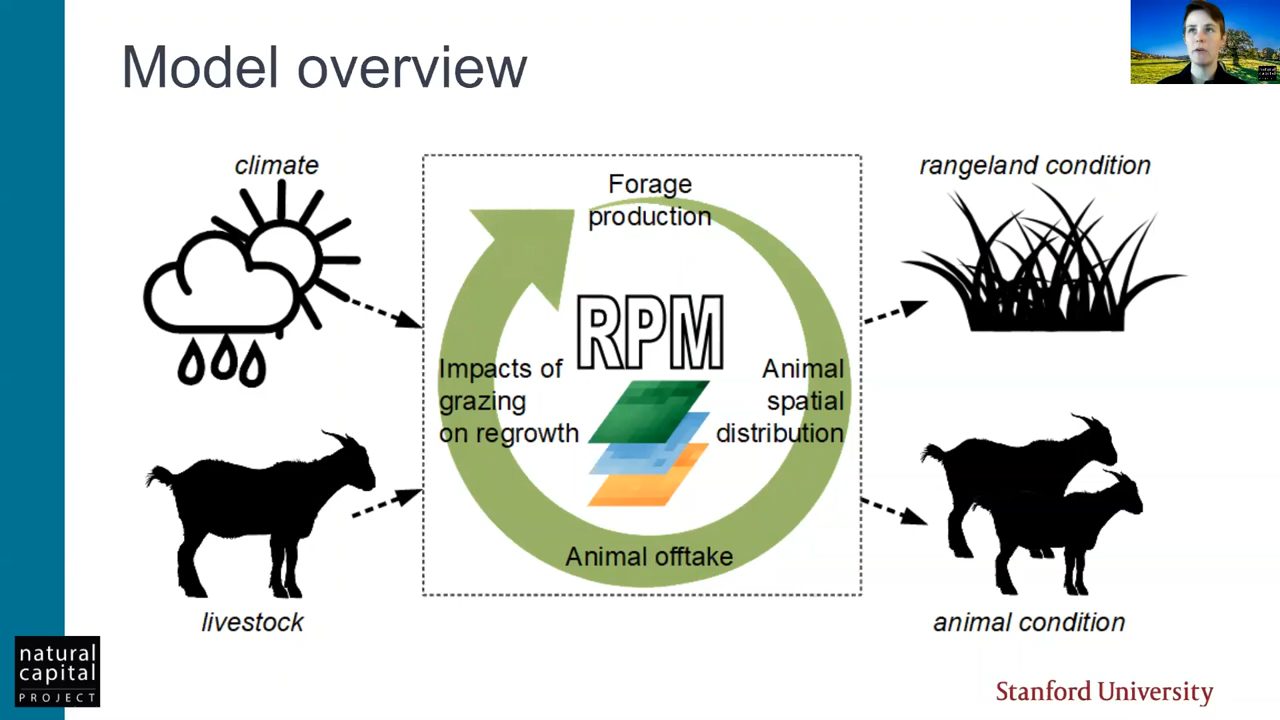 Model overview
climate
Forage
production
rangeland condition
RPM
Impacts of
grazing
on regrowth
Animal
spatial
distribution
Animal offtake
livestock
animal condition
natural
capital
PROJECT
Stanford University